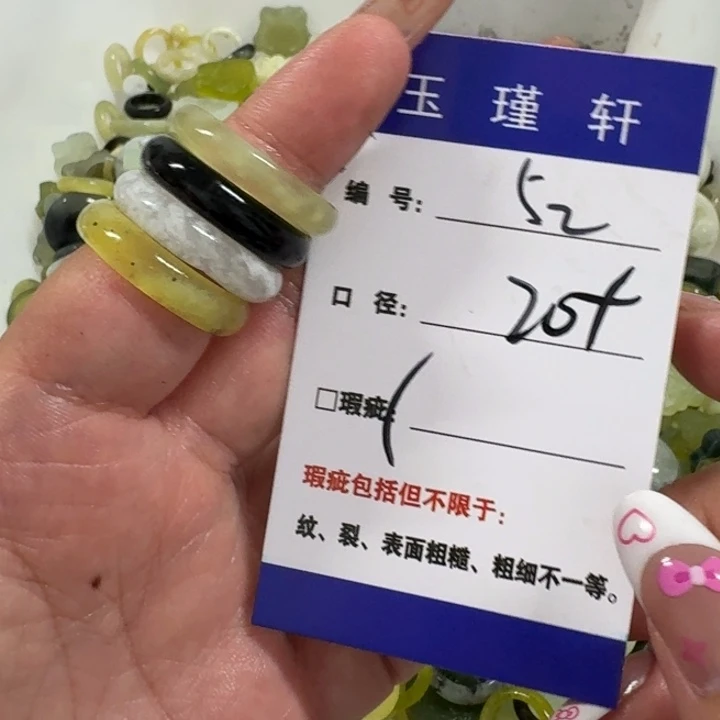 玉瑾轩
编号: 52
口径: 20+
□瑕疵:
瑕疵包括但不限于:
纹、裂、表面粗糙、粗细不一等。